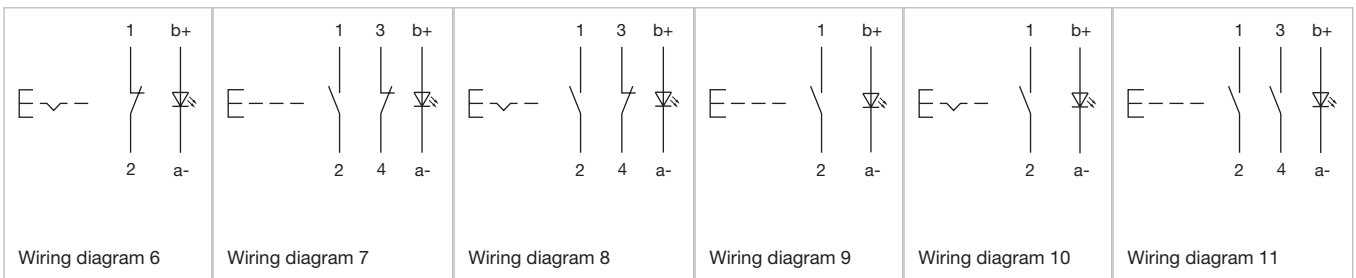 1 b+
2 a-
Wiring diagram 6
1 3 b+
2 4 a-
Wiring diagram 7
1 3 b+
2 4 a-
Wiring diagram 8
1 b+
2 a-
Wiring diagram 9
1 b+
2 a-
Wiring diagram 10
1 3 b+
2 4 a-
Wiring diagram 11